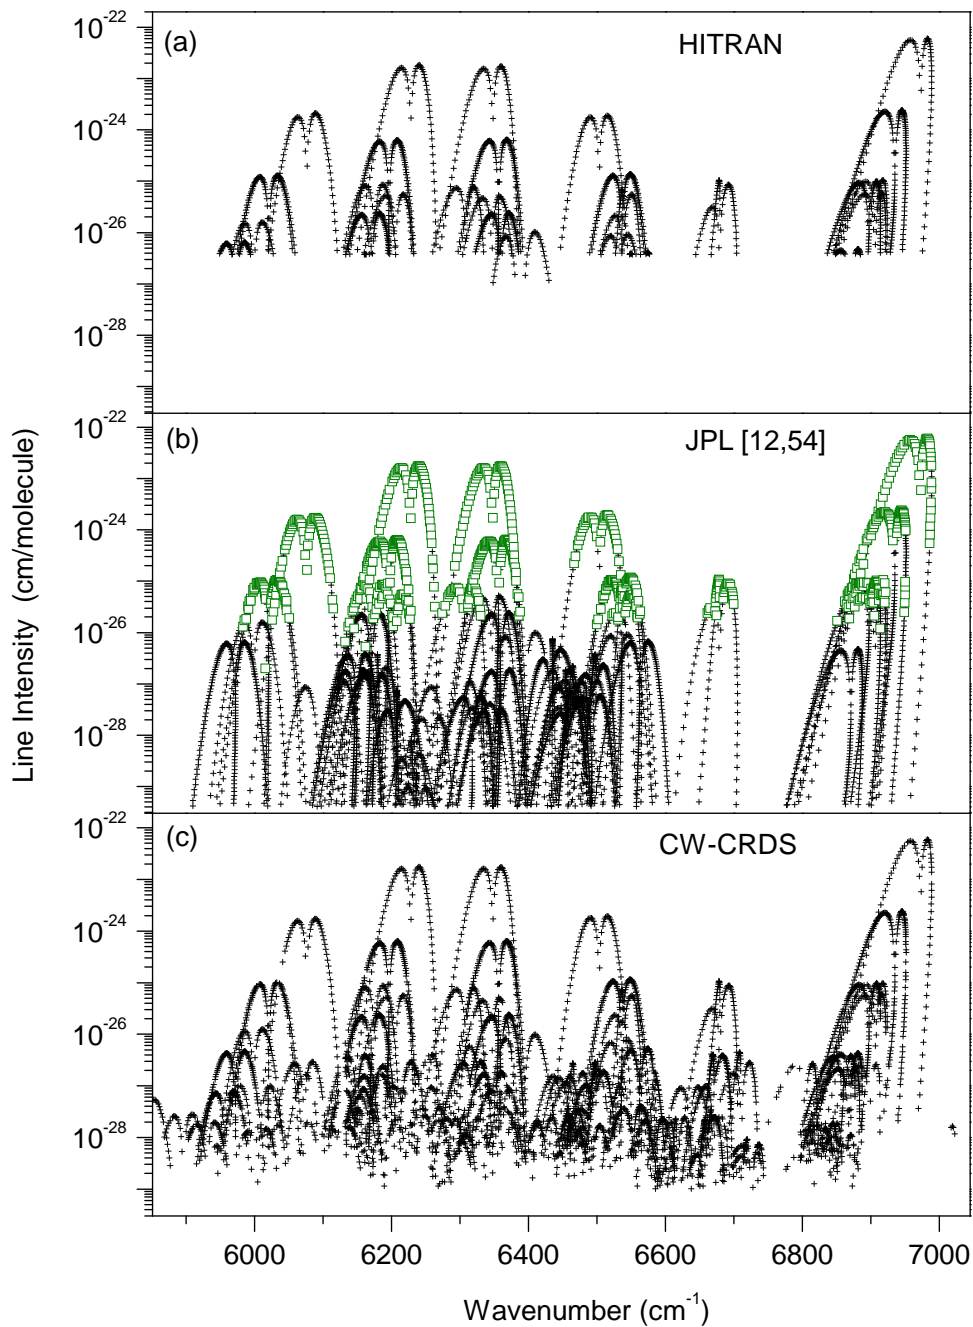 (a)
HITRAN
10-22
10-24
10-26
10-28
(b)
JPL [12,54]
10-22
10-24
10-26
10-28
(c)
CW-CRDS
10-22
10-24
10-26
10-28
Line Intensity (cm/molecule)
6000 6200 6400 6600 6800 7000
Wavenumber (cm-1)